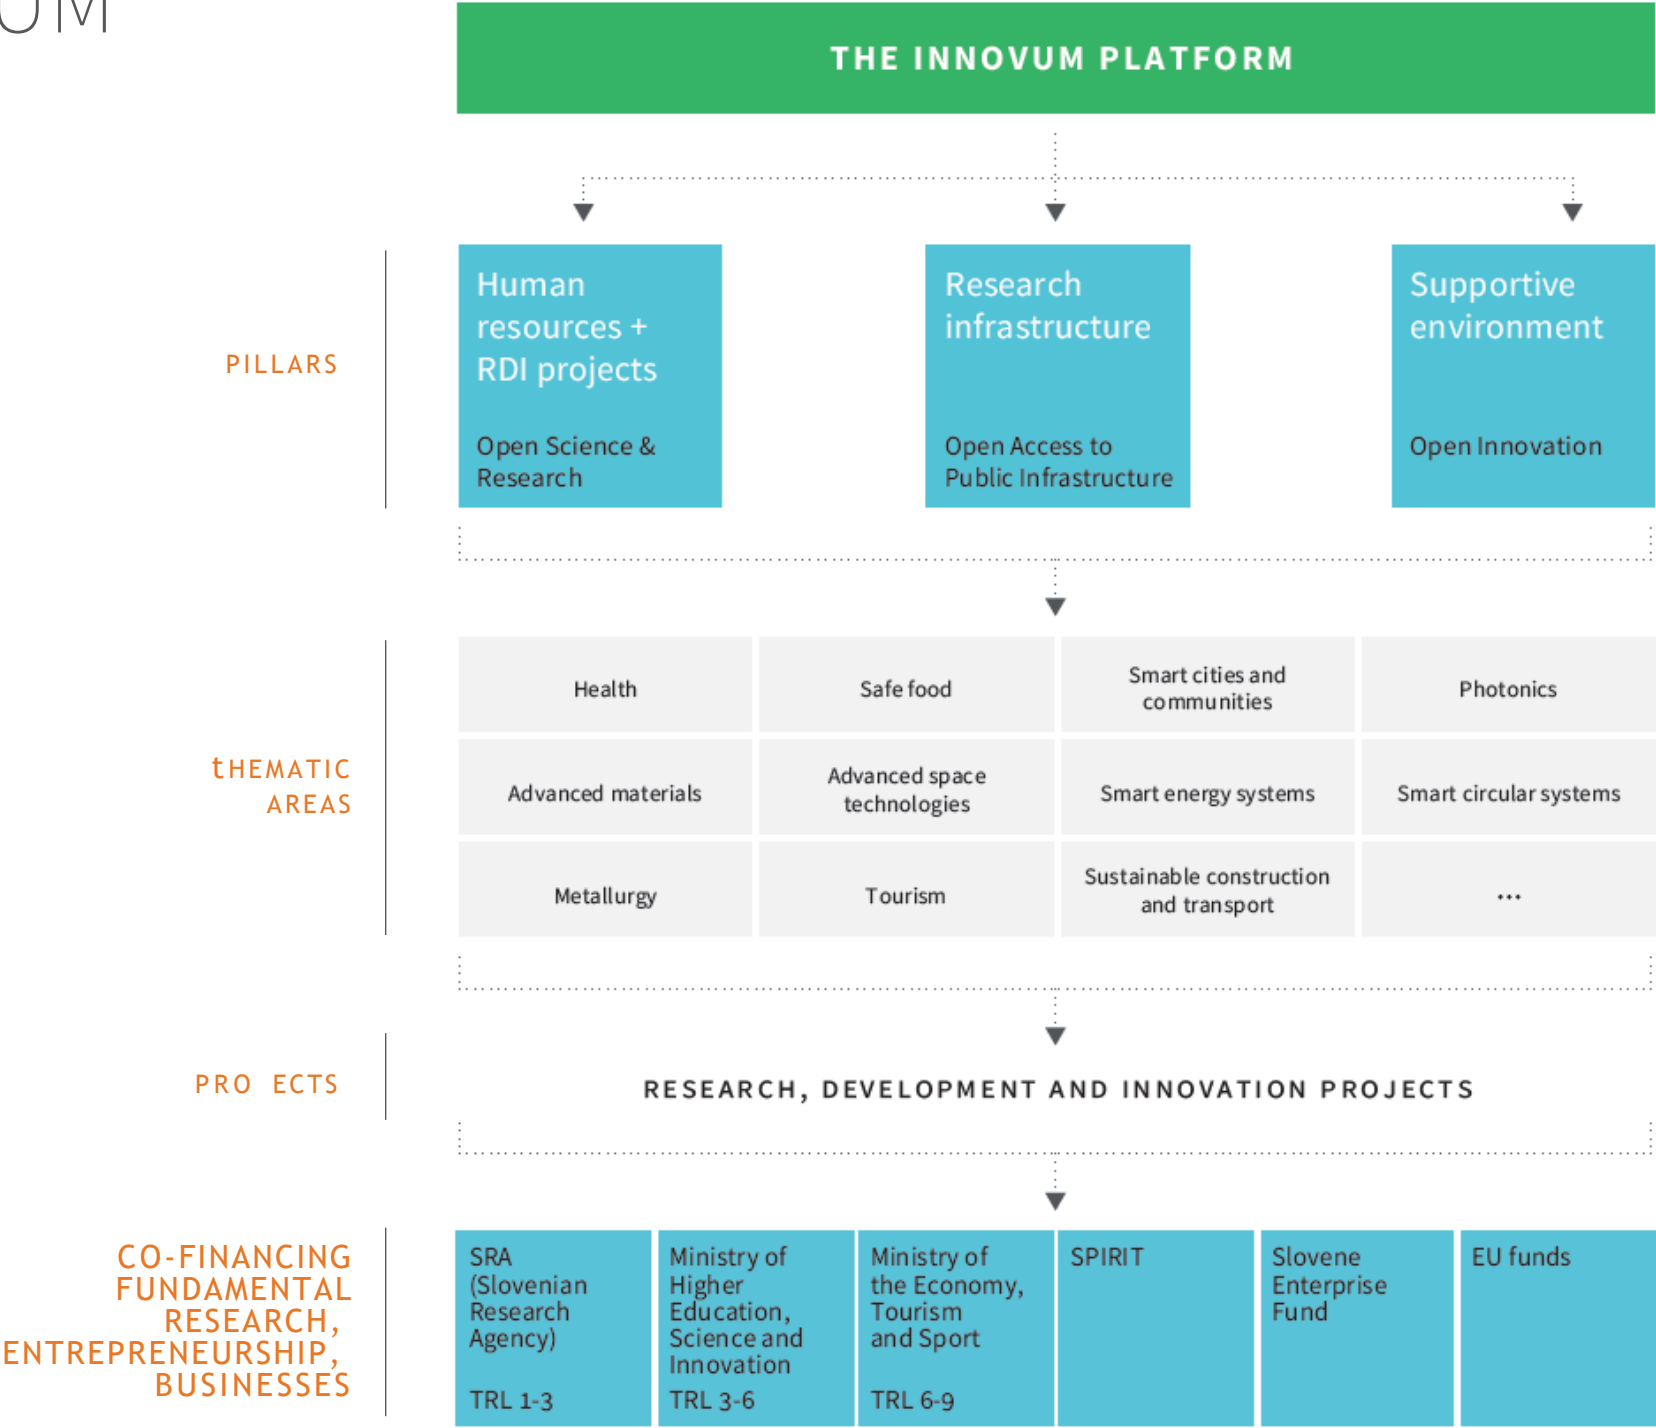 UM
THE INNOVUM PLATFORM
PILLARS
Human
resources +
RDI projects
Open Science &
Research
Research
infrastructure
Open Access to
Public Infrastructure
Supportive
environment
Open Innovation
tHEMATIC
AREAS
Health
Safe food
Smart cities and
communities
Photonics
Advanced materials
Advanced space
technologies
Smart energy systems
Smart circular systems
Metallurgy
Tourism
Sustainable construction
and transport
...
PRO ECTS
RESEARCH, DEVELOPMENT AND INNOVATION PROJECTS
CO-FINANCING
FUNDAMENTAL
RESEARCH,
ENTREPRENEURSHIP,
BUSINESSES
SRA
(Slovenian
Research
Agency)
TRL 1-3
Ministry of
Higher
Education,
Science and
Innovation
TRL 3-6
Ministry of
the Economy,
Tourism
and Sport
TRL 6-9
SPIRIT
Slovene
Enterprise
Fund
EU funds